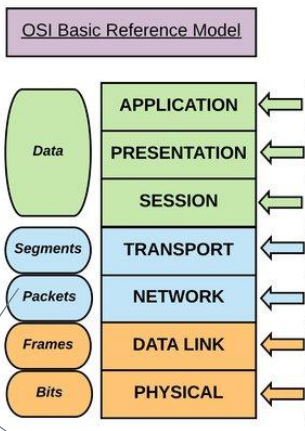 OSI Basic Reference Model
APPLICATION
Data
PRESENTATION
SESSION
Segments
TRANSPORT
Packets
NETWORK
Frames
DATA LINK
Bits
PHYSICAL